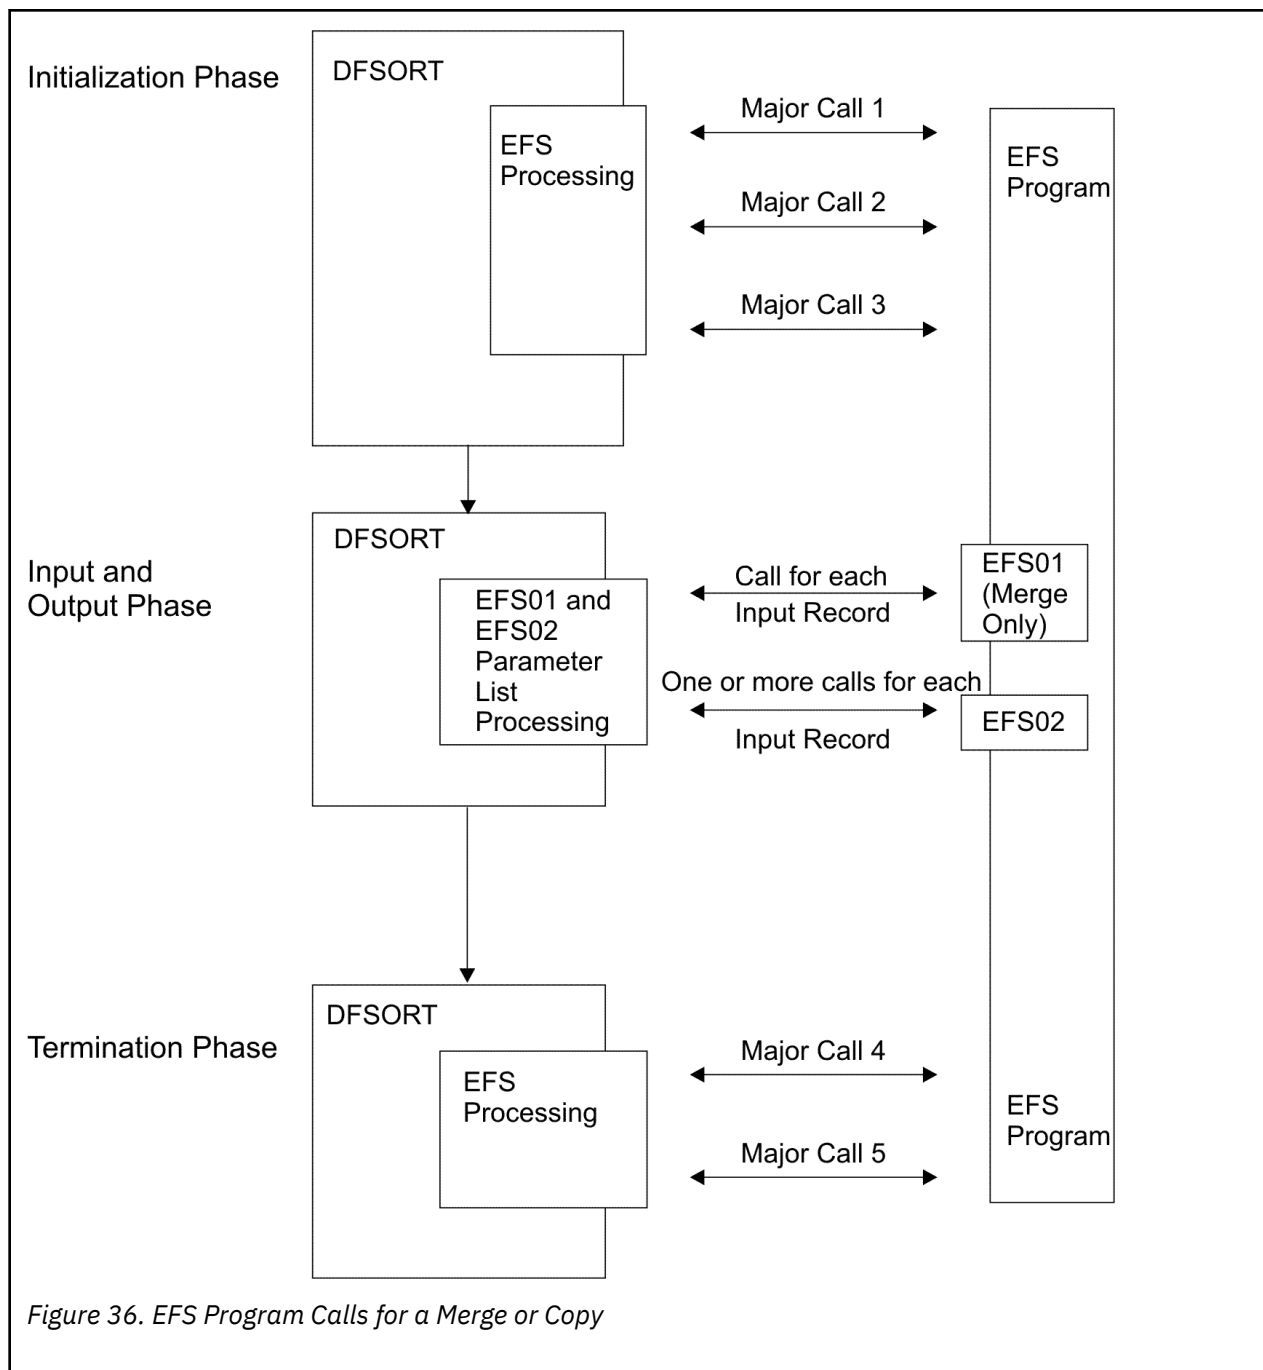 Initialization Phase
DFSORT
EFS
Processing
Major Call 1
Major Call 2
Major Call 3
EFS
Program
Input and
Output Phase
DFSORT
EFS01 and
EFS02
Parameter
List
Processing
Call for each
Input Record
One or more calls for each
Input Record
EFS01
(Merge
Only)
EFS02
Termination Phase
DFSORT
EFS
Processing
Major Call 4
Major Call 5
EFS
Program
Figure 36. EFS Program Calls for a Merge or Copy